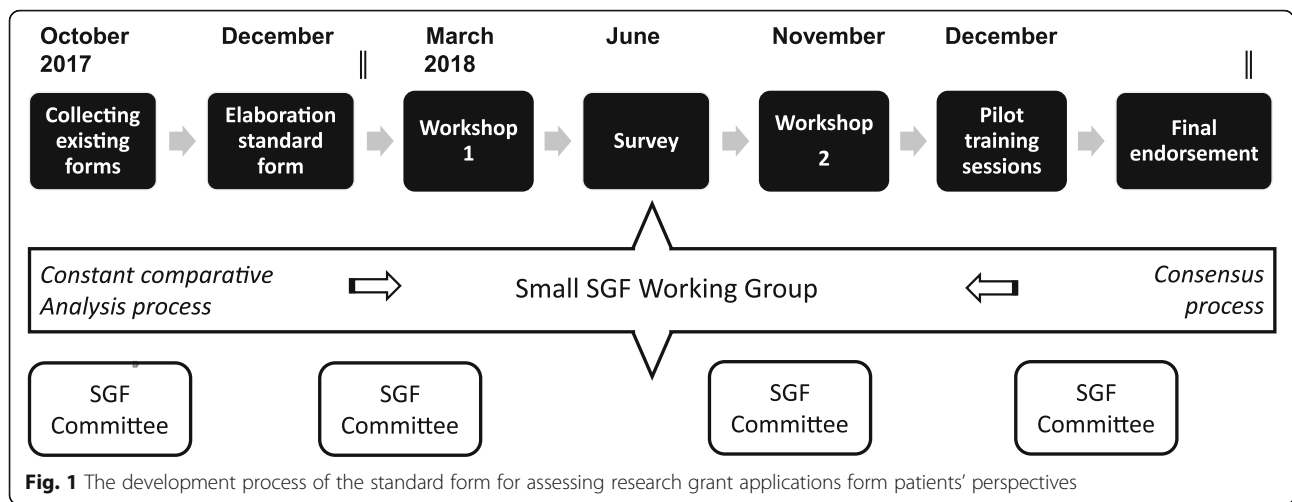 October
2017
December
March
2018
June
November
December
Collecting
existing
forms
Elaboration
standard
form
Workshop
1
Survey
Workshop
2
Pilot
training
sessions
Final
endorsement
Constant comparative
Analysis process
Small SGF Working Group
Consensus
process
SGF
Committee
SGF
Committee
SGF
Committee
SGF
Committee
Fig. 1 The development process of the standard form for assessing research grant applications form patients’ perspectives